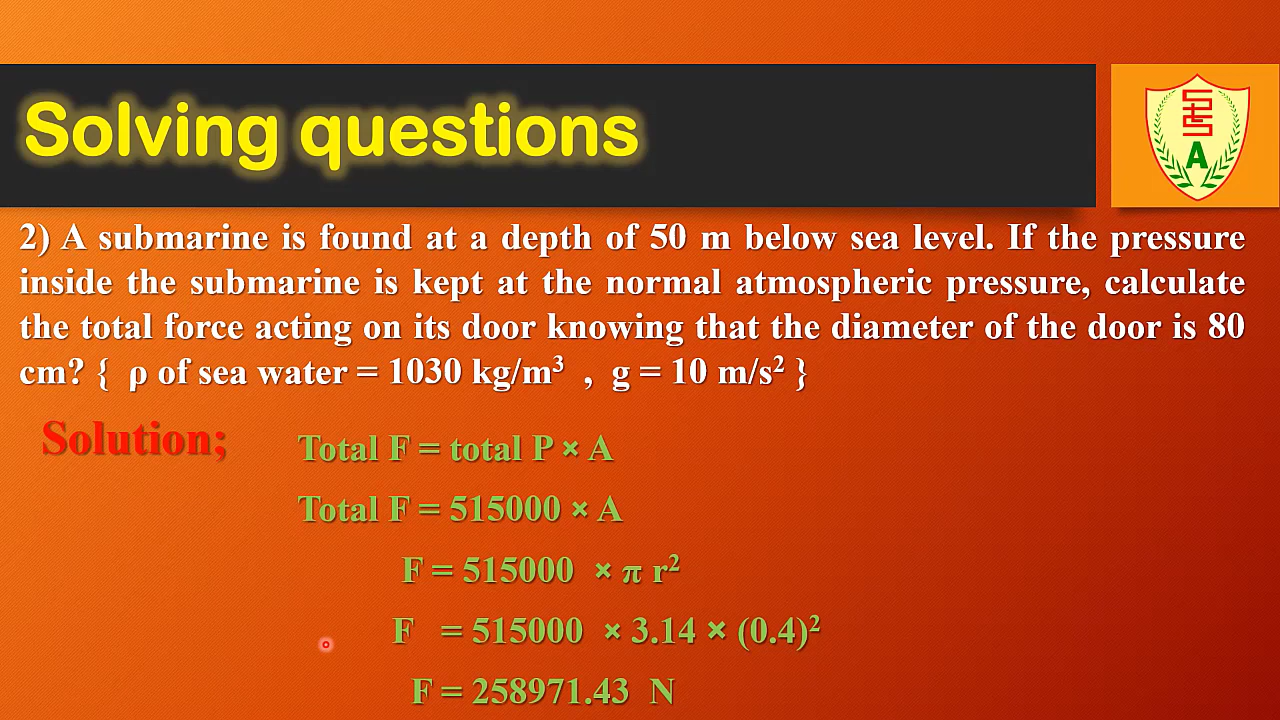 Solving questions
A
2) A submarine is found at a depth of 50 m below sea level. If the pressure
inside the submarine is kept at the normal atmospheric pressure, calculate
the total force acting on its door knowing that the diameter of the door is 80
cm? { ρ of sea water = 1030 kg/m³ , g = 10 m/s² }
Solution;
Total F = total P × A
Total F = 515000 × A
F = 515000 × π r²
F = 515000 × 3.14 × (0.4)²
F = 258971.43 N